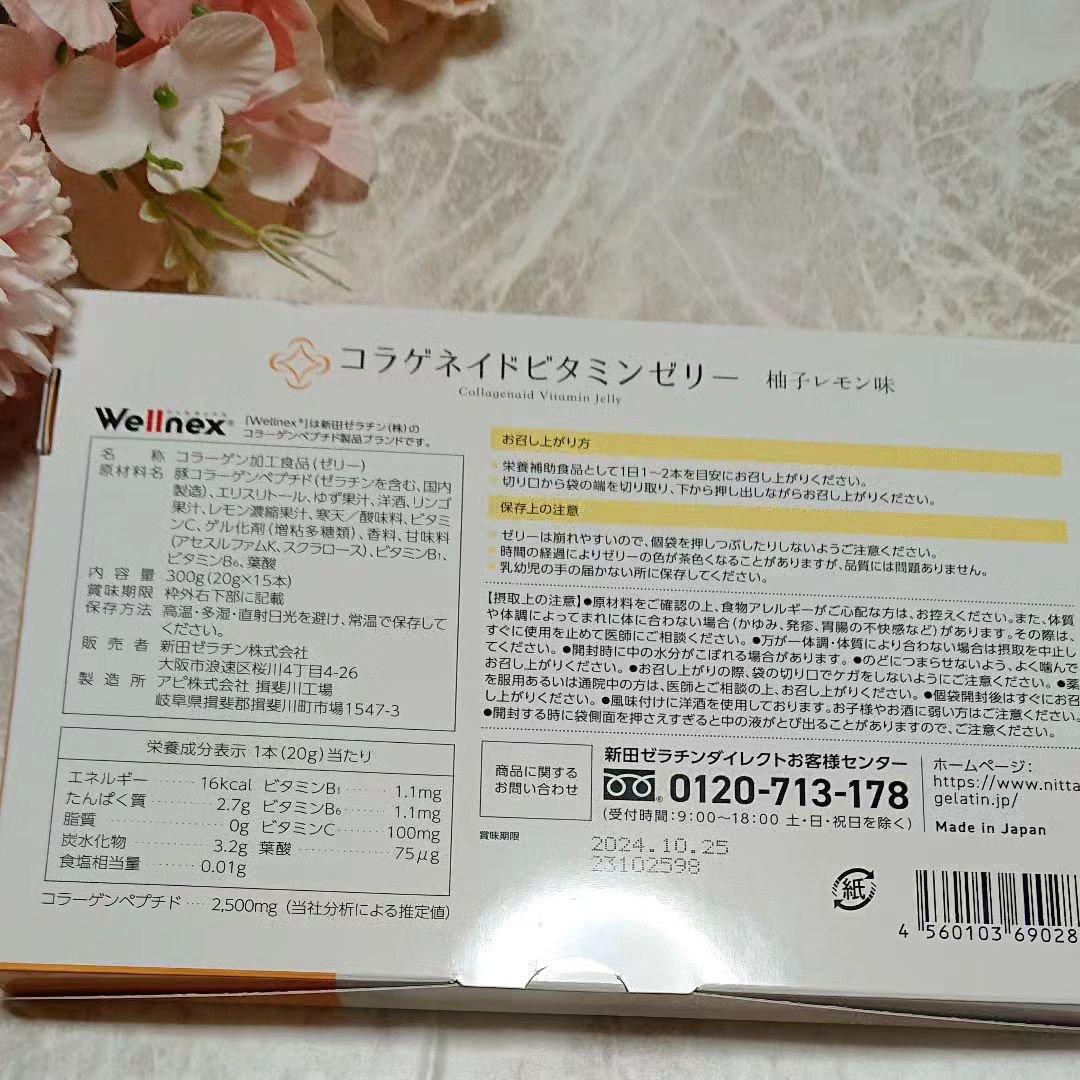 コラゲネイドビタミンゼリー 柚子レモン味
Collagenaid Vitamin Jelly
Wellnex®
「Wellnex®」は新田ゼラチン(株)の
コラーゲンペプチド製品ブランドです。
名称 コラーゲン加工食品(ゼリー)
原材料名 豚コラーゲンペプチド(ゼラチンを含む、国内
製造)、エリスリトール、ゆず果汁、洋酒、リンゴ
果汁、レモン濃縮果汁、寒天/酸味料、ビタミ
ンC、ゲル化剤(増粘多糖類)、香料、甘味料
(アセスルファムK、スクラロース)、ビタミンB₁、
ビタミンB₆、葉酸
内容量 300g(20g×15本)
賞味期限 枠外右下部に記載
保存方法 高温・多湿・直射日光を避け、常温で保存して
ください。
販売者 新田ゼラチン株式会社
大阪市浪速区桜川4丁目4-26
製造所 アピ株式会社 揖斐川工場
岐阜県揖斐郡揖斐川町市場1547-3
栄養成分表示 1本(20g)当たり
エネルギー 16kcal ビタミンB₁ 1.1mg
たんぱく質 2.7g ビタミンB₆ 1.1mg
脂質 0g ビタミンC 100mg
炭水化物 3.2g 葉酸 75μg
食塩相当量 0.01g
コラーゲンペプチド … 2,500mg (当社分析による推定値)
お召し上がり方
栄養補助食品として1日1~2本を目安にお召し上がりください。
切り口から袋の端を切り取り、下から押し出しながらお召し上がりください。
保存上の注意
ゼリーは崩れやすいので、個袋を押しつぶしたりしないようご注意ください。
時間の経過によりゼリーの色が茶色くなることがありますが、品質には問題ありません。
乳幼児の手の届かない所に保存してください。
【摂取上の注意】●原材料をご確認の上、食物アレルギーがご心配な方は、お控えください。また、体質
や体調によってまれに体に合わない場合(かゆみ、発疹、胃腸の不快感など)があります。その際は、
すぐに使用を止めて医師にご相談ください。●万が一体調・体質により合わない場合は摂取を中止し
てください。●開封時に中の水分がこぼれる場合があります。●のどにつまらせないよう、よく噛んで
お召し上がりください。●お召し上がりの際、袋の切り口でケガをしないようにご注意ください。●薬
を服用あるいは通院中の方は、医師とご相談の上、お召し上がりください。●個袋開封後はすぐにお召
し上がりください。●風味付けに洋酒を使用しております。お子様やお酒に弱い方はご注意ください。
●開封する時に袋側面を押さえすぎると中の液がとび出ることがありますので、ご注意ください。
商品に関する
お問い合わせ
新田ゼラチンダイレクトお客様センター
0120-713-178
(受付時間:9:00~18:00 土・日・祝日を除く)
ホームページ:
https://www.nitta
gelatin.jp/
Made in Japan
賞味期限
2024.10.25
23102598
紙
4 560103 69028